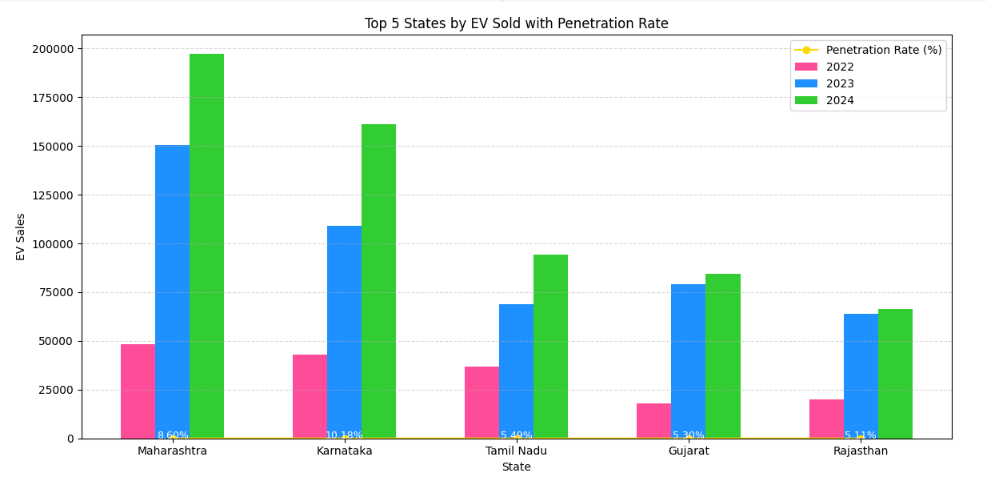 Top 5 States by EV Sold with Penetration Rate
Penetration Rate (%)
2022
2023
2024
EV Sales
200000
175000
150000
125000
100000
75000
50000
25000
0
8.60% 10.18% 5.49% 5.30% 5.11%
Maharashtra Karnataka Tamil Nadu Gujarat Rajasthan
State